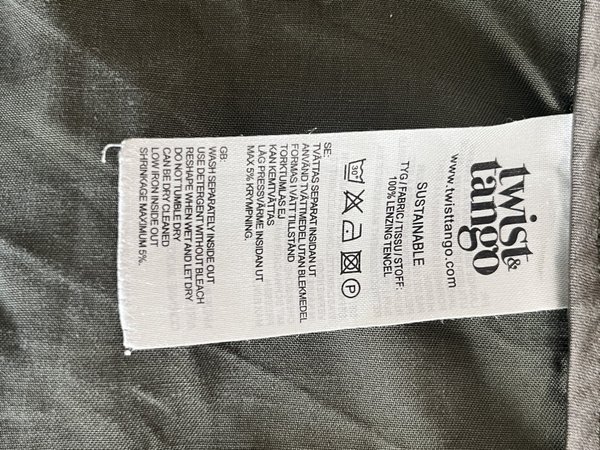 twist
& tango
www.twisttango.com
SUSTAINABLE
TYG/FABRIC/TISSU/STOFF:
100% LENZING TENCEL
30°
P
SE:
TVÄTTAS SEPARAT INSIDAN UT
ANVÄND TVÄTTMEDEL UTAN BLEKMEDEL
FORMAS I VÅTT TILLSTÅND
TORKTUMLAS EJ
KAN KEMTVÄTTAS
LÅG PRESSVÄRME INSIDAN UT
MAX 5% KRYMPNING.
GB:
WASH SEPARATELY INSIDE OUT
USE DETERGENT WITHOUT BLEACH
RESHAPE WHEN WET AND LET DRY
DO NOT TUMBLE DRY
CAN BE DRY CLEANED
LOW IRON INSIDE OUT
SHRINKAGE MAX 5%.